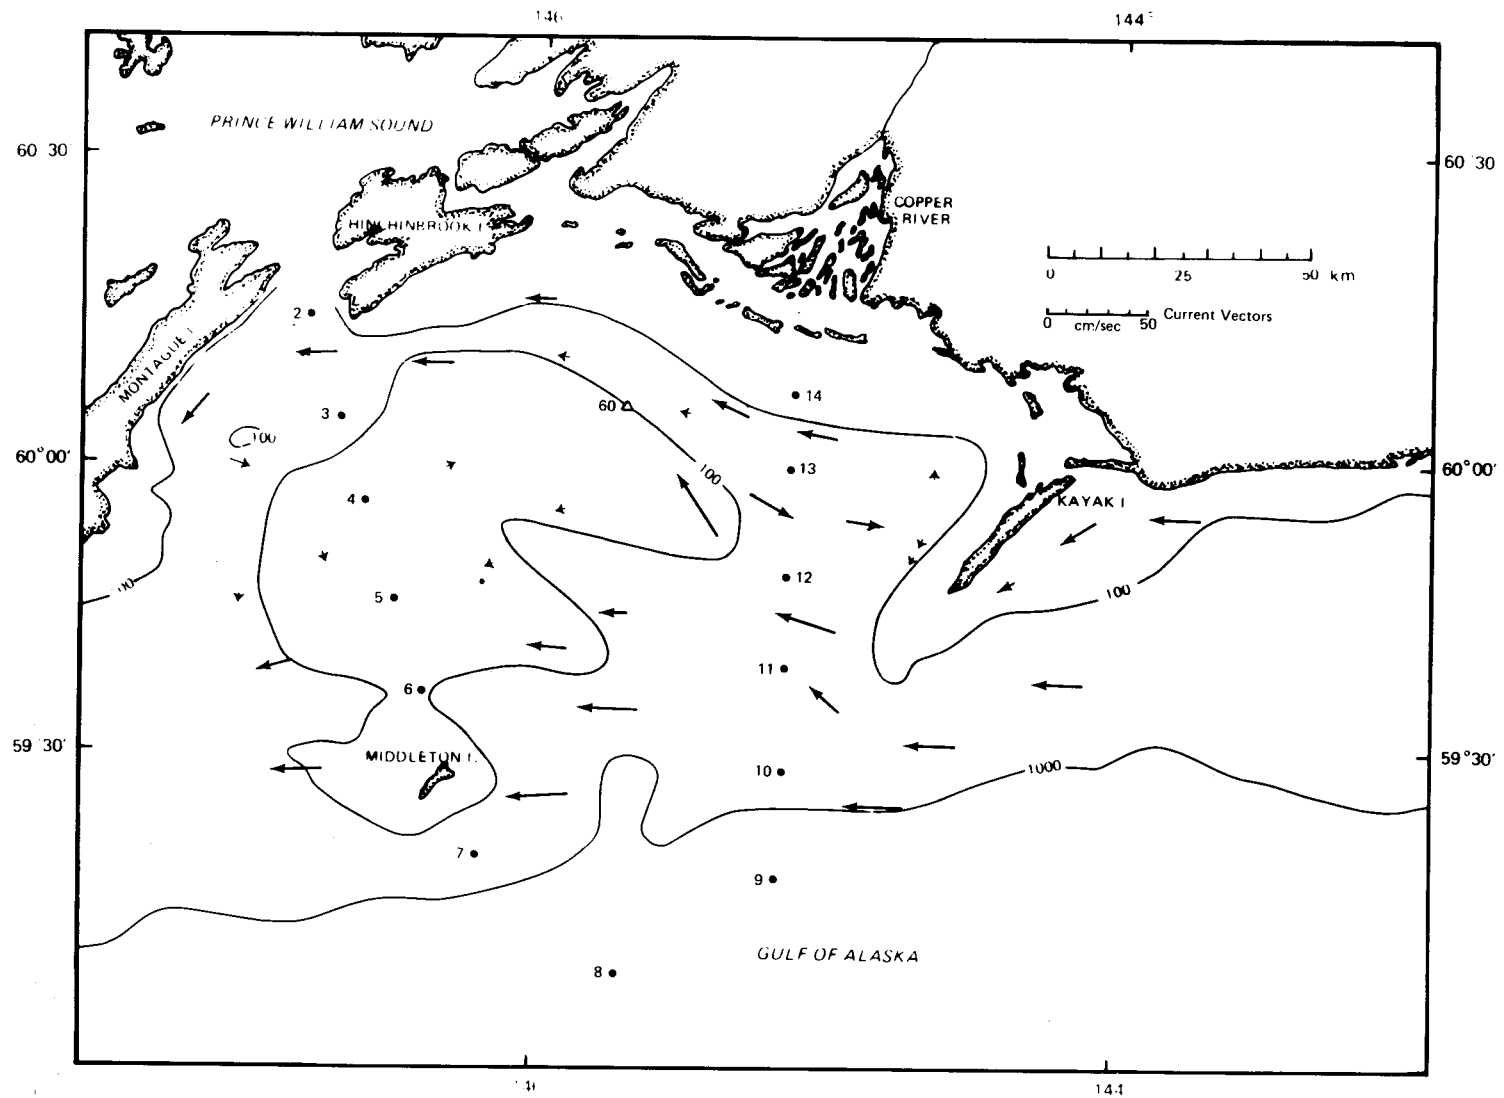 144°
PRINCE WILLIAM SOUND
60 30'
60 30
COPPER
RIVER
HINCHINBROOK I.
0 25 50 km
2
0 cm/sec 50 Current Vectors
MONTAGUE I.
14
3
60
100
60°00'
13
100
60°00'
4
KAYAK I
12
100
5
11
6
59 30'
MIDDLETON I.
59°30'
10
1000
7
9
GULF OF ALASKA
8
144